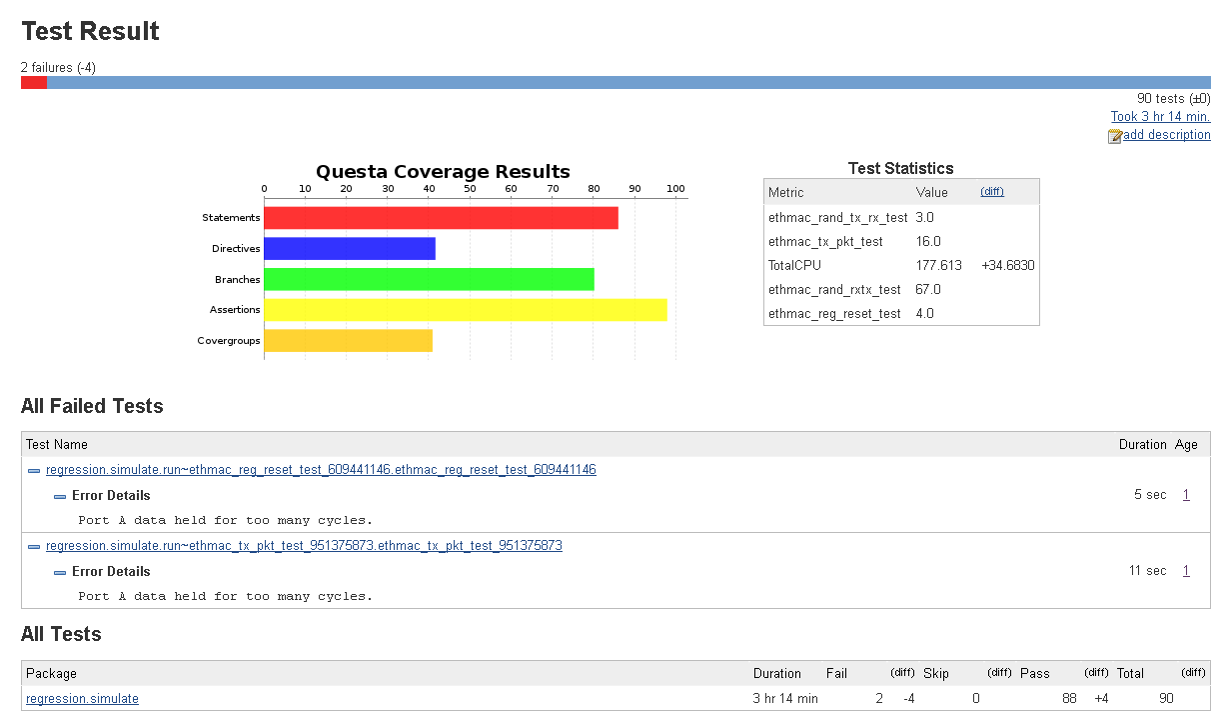 Test Result
2 failures (-4)
90 tests (±0)
Took 3 hr 14 min.
add description
Questa Coverage Results
0 10 20 30 40 50 60 70 80 90 100
Statements
Directives
Branches
Assertions
Covergroups
Test Statistics
Metric Value (diff)
ethmac_rand_tx_rx_test 3.0
ethmac_tx_pkt_test 16.0
TotalCPU 177.613 +34.6830
ethmac_rand_rxtx_test 67.0
ethmac_reg_reset_test 4.0
All Failed Tests
Test Name Duration Age
regression.simulate.run~ethmac_reg_reset_test_609441146.ethmac_reg_reset_test_609441146
Error Details 5 sec 1
Port A data held for too many cycles.
regression.simulate.run~ethmac_tx_pkt_test_951375873.ethmac_tx_pkt_test_951375873
Error Details 11 sec 1
Port A data held for too many cycles.
All Tests
Package Duration Fail (diff) Skip (diff) Pass (diff) Total (diff)
regression.simulate 3 hr 14 min 2 -4 0 88 +4 90